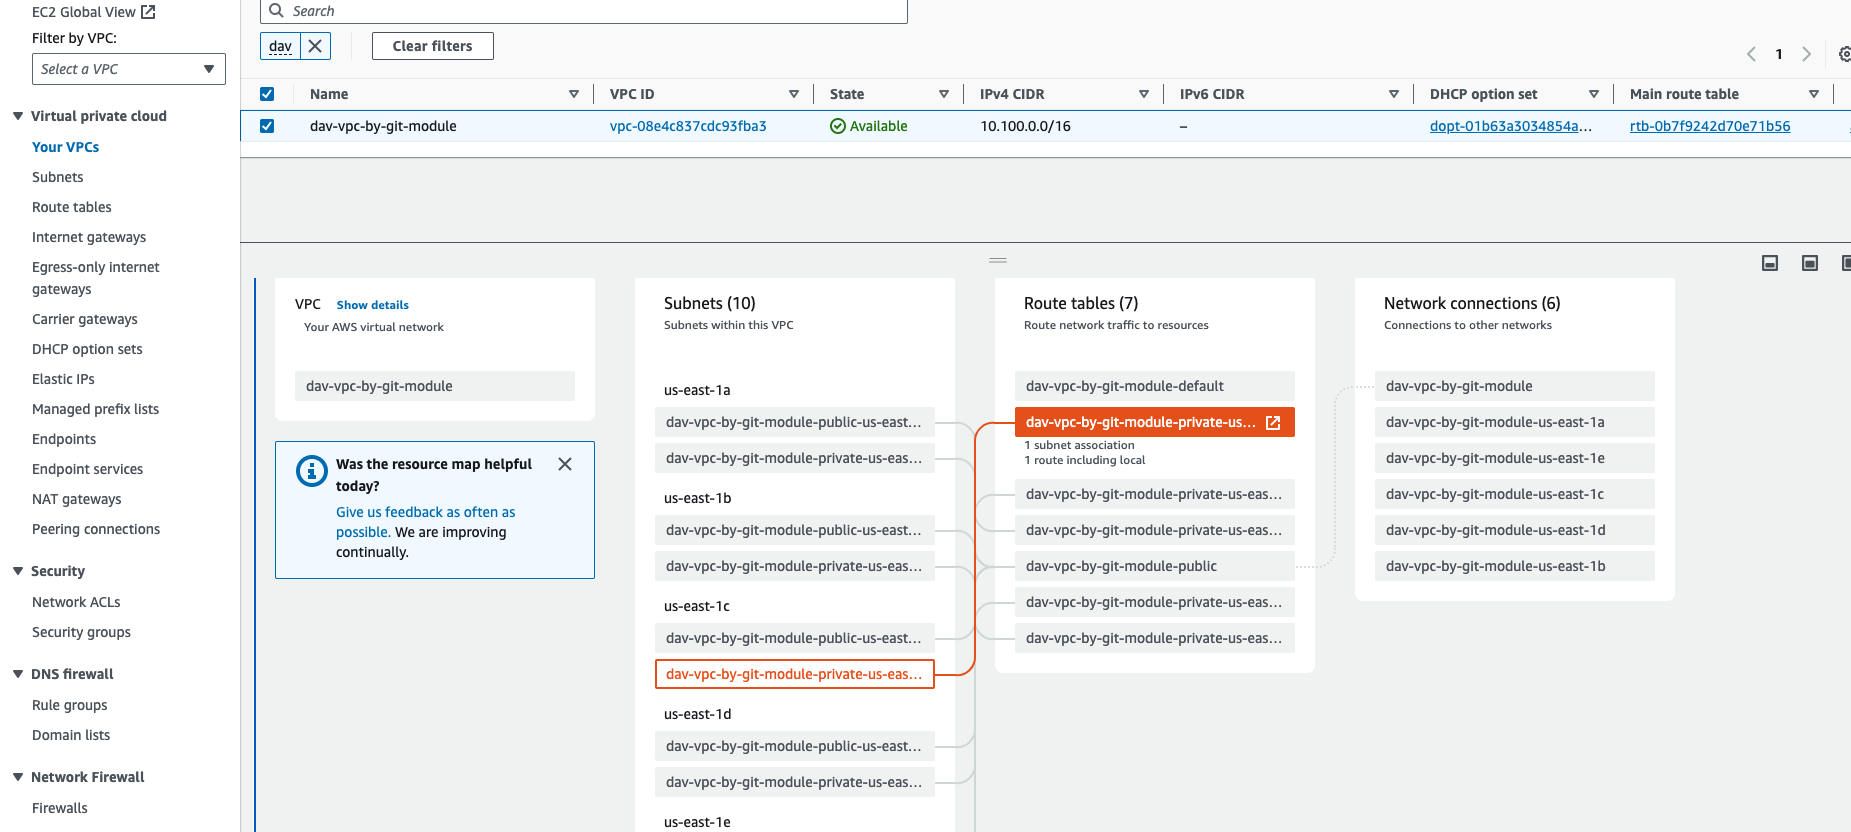 EC2 Global View
Filter by VPC:
Select a VPC
Virtual private cloud
Your VPCs
Subnets
Route tables
Internet gateways
Egress-only internet
gateways
Carrier gateways
DHCP option sets
Elastic IPs
Managed prefix lists
Endpoints
Endpoint services
NAT gateways
Peering connections
Security
Network ACLs
Security groups
DNS firewall
Rule groups
Domain lists
Network Firewall
Firewalls
Search
dav
Clear filters
1
Name VPC ID State IPv4 CIDR IPv6 CIDR DHCP option set Main route table
dav-vpc-by-git-module vpc-08e4c837cdc93fba3 Available 10.100.0.0/16 – dopt-01b63a3034854a... rtb-0b7f9242d70e71b56
VPC Show details
Your AWS virtual network
dav-vpc-by-git-module
Was the resource map helpful
today?
Give us feedback as often as
possible. We are improving
continually.
Subnets (10)
Subnets within this VPC
us-east-1a
dav-vpc-by-git-module-public-us-east...
dav-vpc-by-git-module-private-us-eas...
us-east-1b
dav-vpc-by-git-module-public-us-east...
dav-vpc-by-git-module-private-us-eas...
us-east-1c
dav-vpc-by-git-module-public-us-east...
dav-vpc-by-git-module-private-us-eas...
us-east-1d
dav-vpc-by-git-module-public-us-east...
dav-vpc-by-git-module-private-us-eas...
us-east-1e
Route tables (7)
Route network traffic to resources
dav-vpc-by-git-module-default
dav-vpc-by-git-module-private-us...
1 subnet association
1 route including local
dav-vpc-by-git-module-private-us-eas...
dav-vpc-by-git-module-private-us-eas...
dav-vpc-by-git-module-public
dav-vpc-by-git-module-private-us-eas...
dav-vpc-by-git-module-private-us-eas...
Network connections (6)
Connections to other networks
dav-vpc-by-git-module
dav-vpc-by-git-module-us-east-1a
dav-vpc-by-git-module-us-east-1e
dav-vpc-by-git-module-us-east-1c
dav-vpc-by-git-module-us-east-1d
dav-vpc-by-git-module-us-east-1b